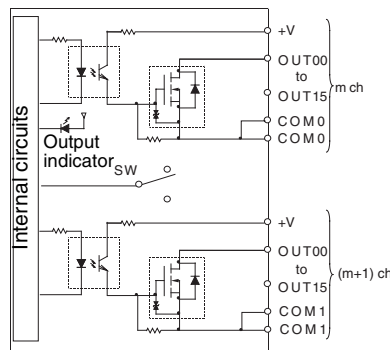 Internal circuits
+V
OUT00
to
OUT15
COM0
COM0
m ch
Output
indicator
SW
+V
OUT00
to
OUT15
COM1
COM1
(m+1) ch